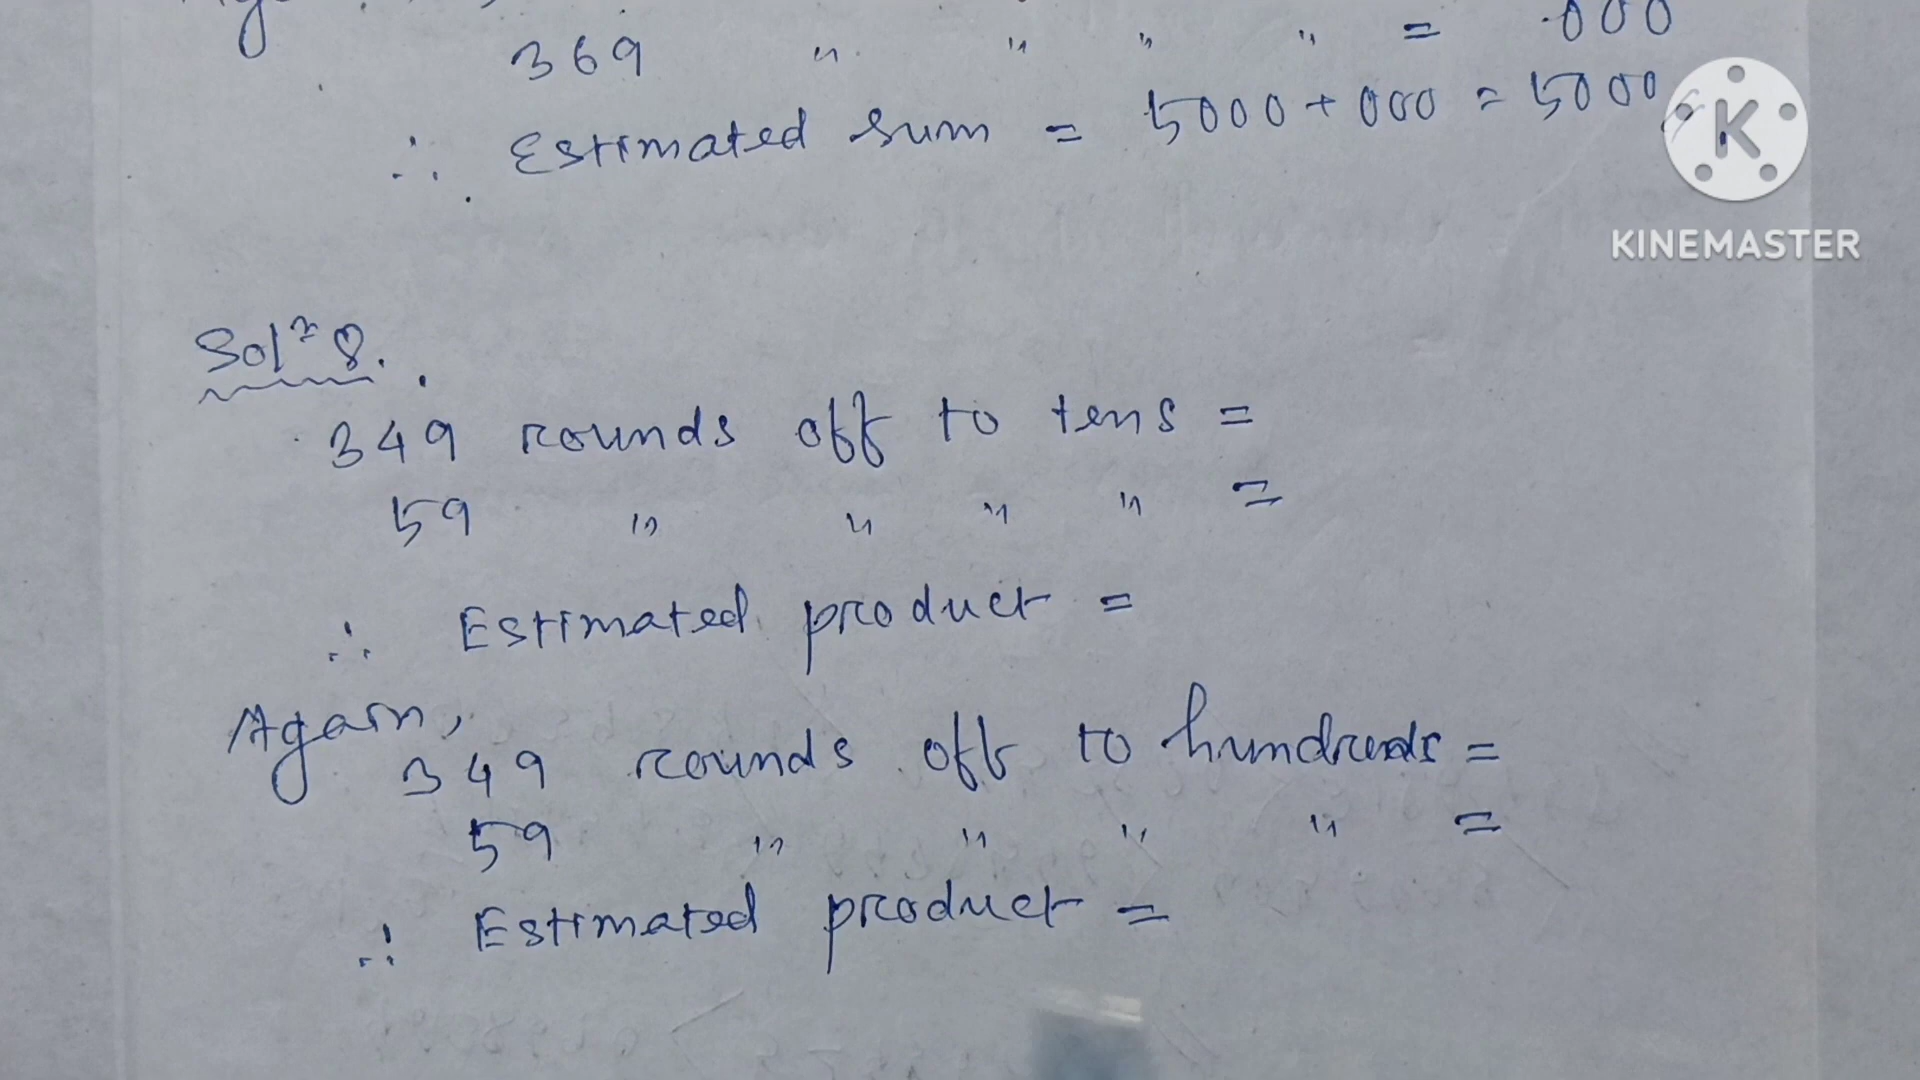 369 " " " " = 000
∴ Estimated sum = 5000 + 000 = 5000
K
KINEMASTER
Solⁿ 8.
349 rounds off to tens =
59 " " " " =
∴ Estimated product =
Again,
349 rounds off to hundreds =
59 " " " " =
∴ Estimated product =